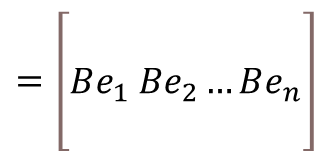 = [Be₁ Be₂ ... Beₙ]